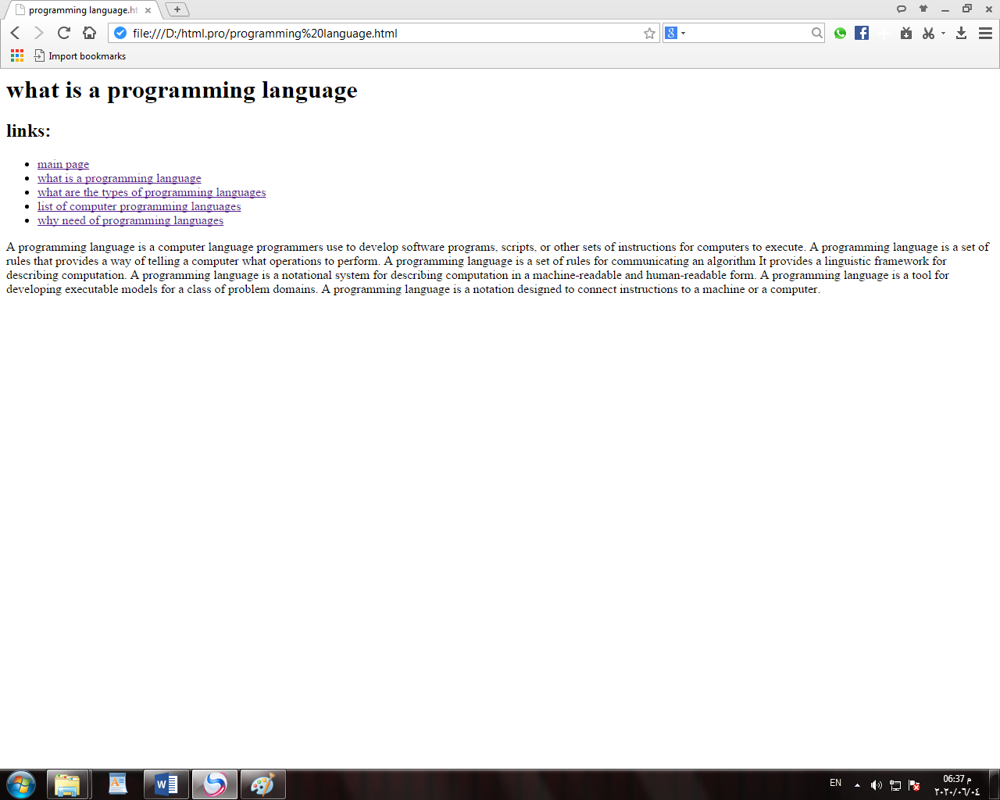 programming language.ht
file:///D:/html.pro/programming%20language.html
Import bookmarks
what is a programming language
links:
main page
what is a programming language
what are the types of programming languages
list of computer programming languages
why need of programming languages
A programming language is a computer language programmers use to develop software programs, scripts, or other sets of instructions for computers to execute. A programming language is a set of
rules that provides a way of telling a computer what operations to perform. A programming language is a set of rules for communicating an algorithm It provides a linguistic framework for
describing computation. A programming language is a notational system for describing computation in a machine-readable and human-readable form. A programming language is a tool for
developing executable models for a class of problem domains. A programming language is a notation designed to connect instructions to a machine or a computer.
EN
06:37 م
٢٠٢٠/٠٦/٠٤